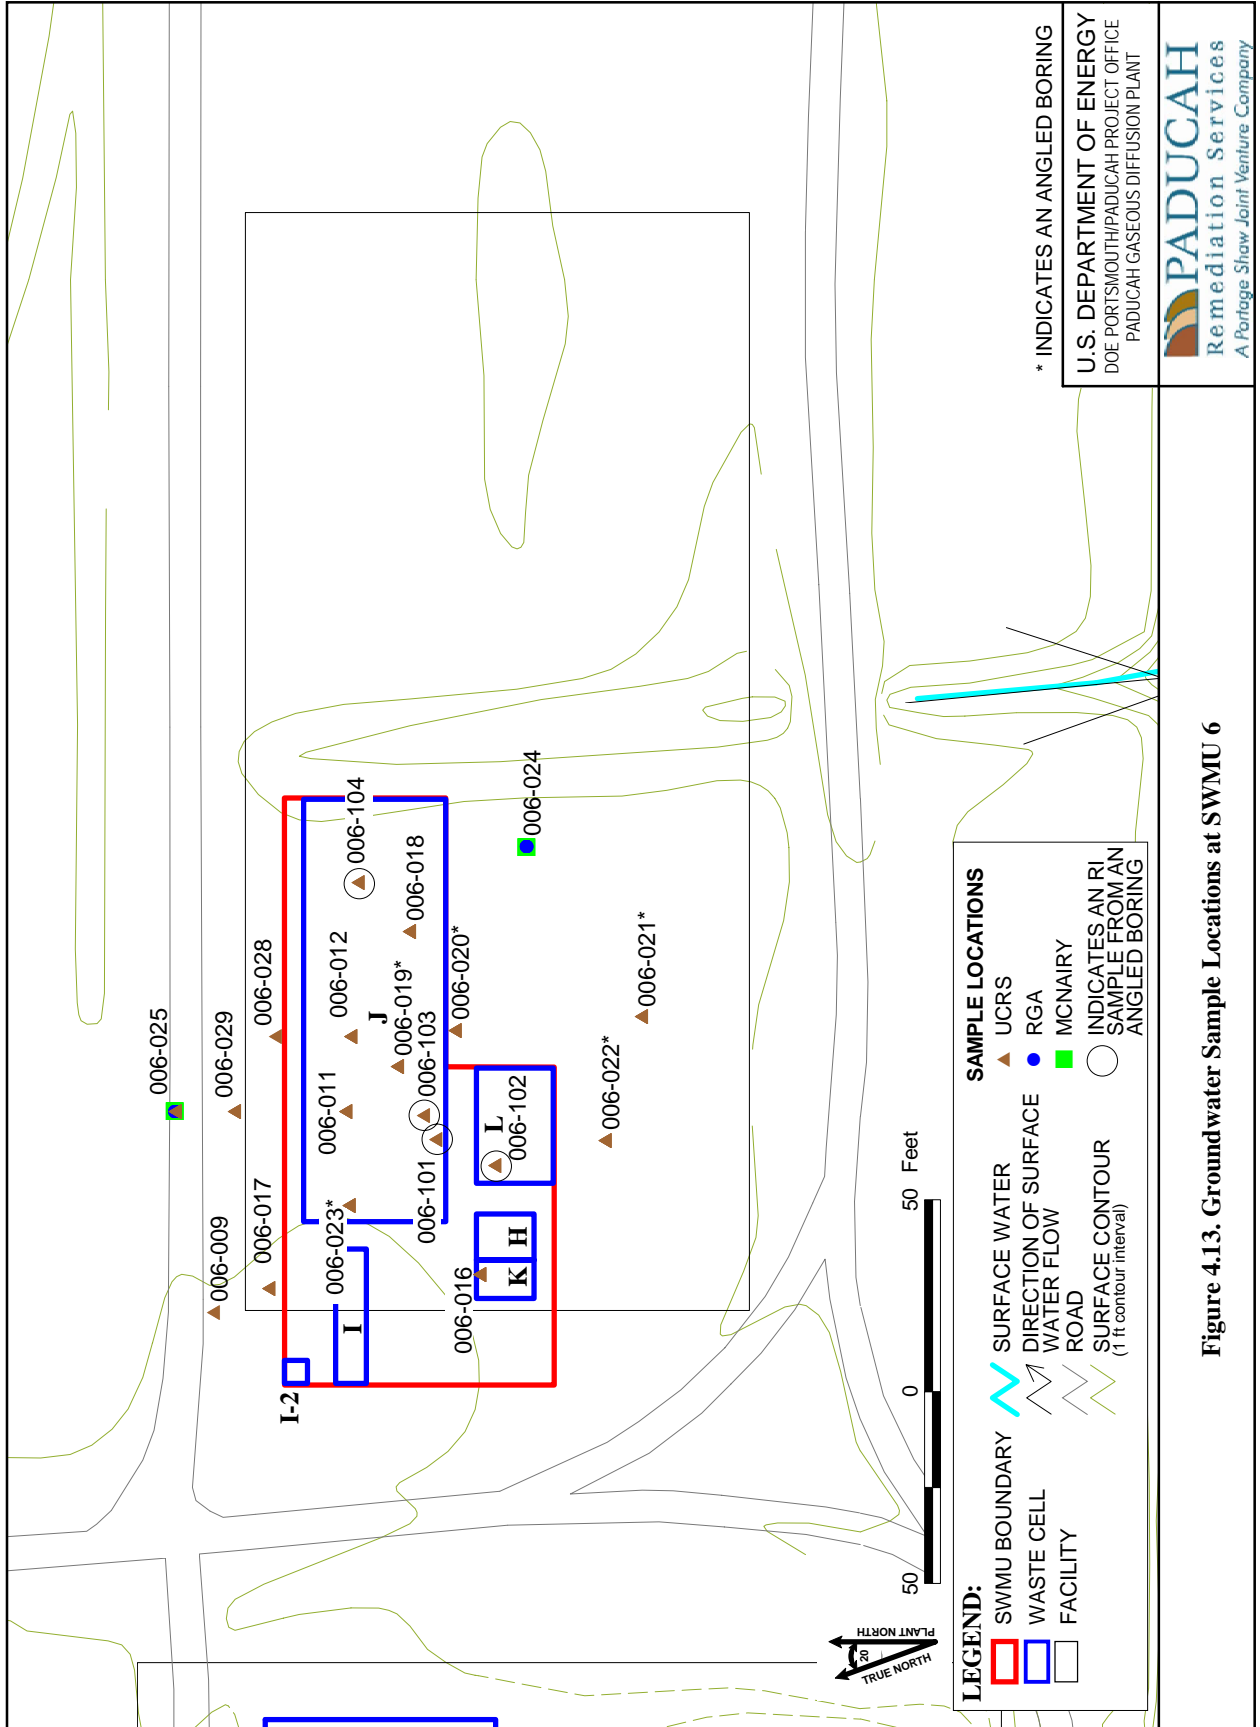 006-025
006-029
006-009
006-017
006-028
I-2
I
006-023*
006-011
006-012
J
006-104
006-019*
006-018
006-103
006-101
006-020*
006-016
K
H
L
006-102
006-024
006-022*
006-021*
* INDICATES AN ANGLED BORING
U.S. DEPARTMENT OF ENERGY
DOE PORTSMOUTH/PADUCAH PROJECT OFFICE
PADUCAH GASEOUS DIFFUSION PLANT
PADUCAH
Remediation Services
A Portage Shaw Joint Venture Company
PLANT NORTH
20
TRUE NORTH
50
0
50
Feet
LEGEND:
SWMU BOUNDARY
WASTE CELL
FACILITY
SURFACE WATER
DIRECTION OF SURFACE
WATER FLOW
ROAD
SURFACE CONTOUR
(1 ft contour interval)
SAMPLE LOCATIONS
UCRS
RGA
MCNAIRY
INDICATES AN RI
SAMPLE FROM AN
ANGLED BORING
Figure 4.13. Groundwater Sample Locations at SWMU 6